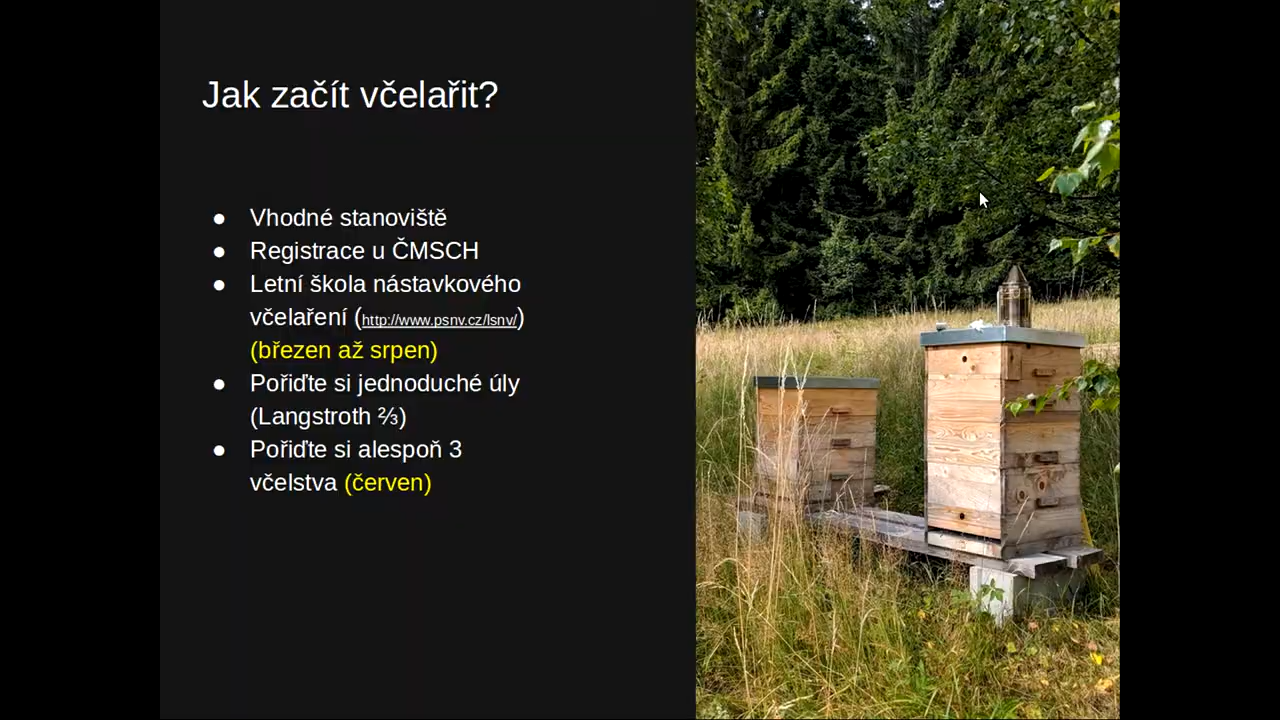 Jak začít včelařit?
● Vhodné stanoviště
● Registrace u ČMSCH
● Letní škola nástavkového
včelaření (http://www.psnv.cz/lsnv/)
(březen až srpen)
● Pořiďte si jednoduché úly
(Langstroth ⅔)
● Pořiďte si alespoň 3
včelstva (červen)